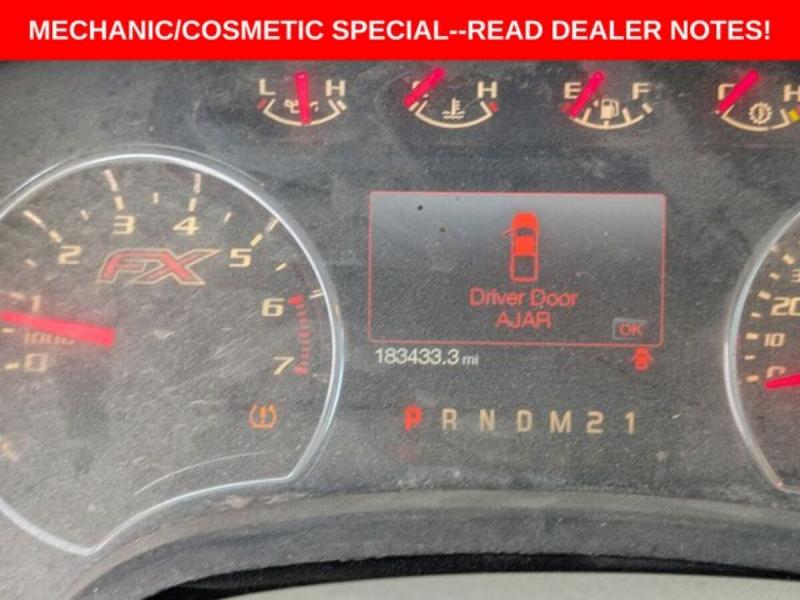 MECHANIC/COSMETIC SPECIAL--READ DEALER NOTES!
L H C H E F C H
3 4
2 FX 5
1 6
1000
0 7
Driver Door
AJAR
OK
183433.3 mi
P R N D M 2 1
20
10
0